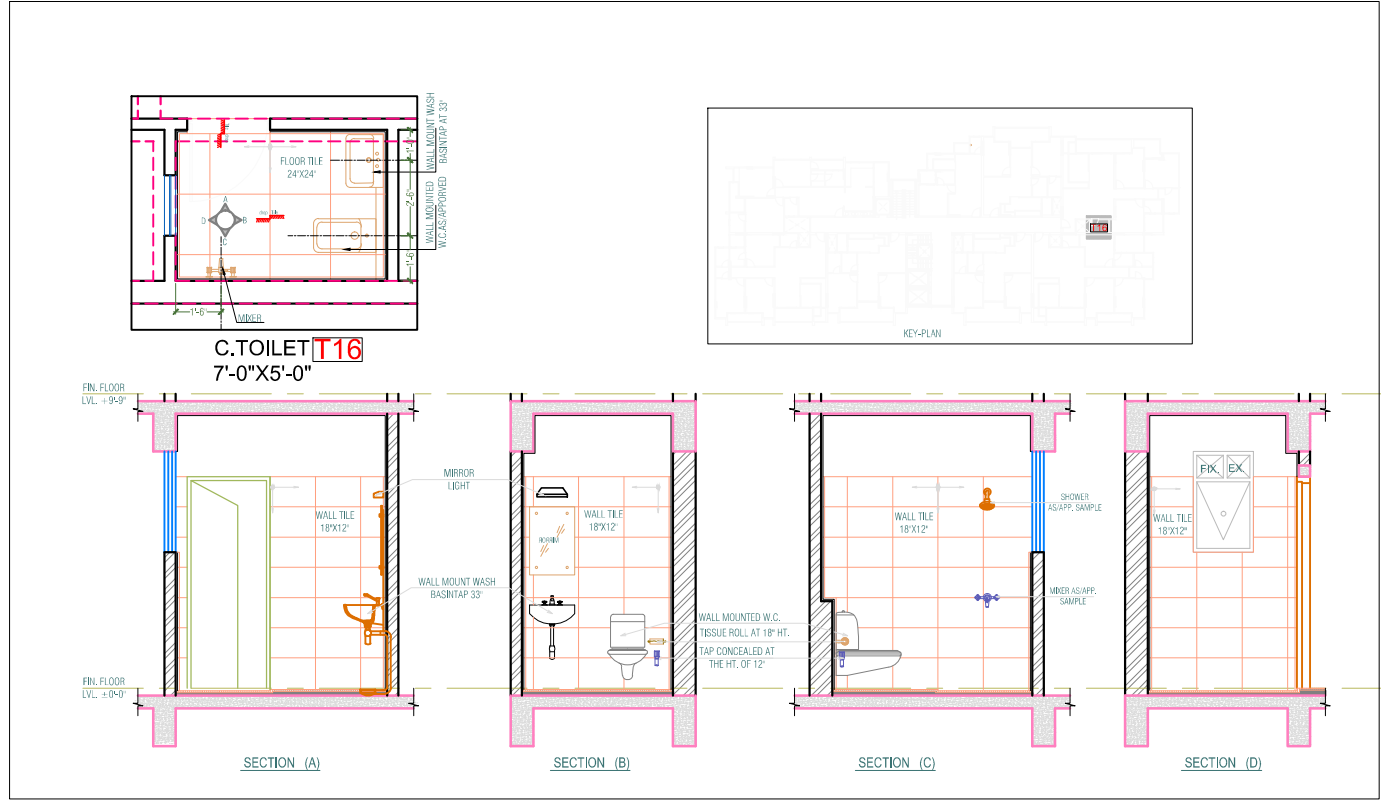 FLOOR TILE
24"X24"
A
D
B
C
WALL MOUNT WASH
BASINTAP AT 33"
WALL MOUNTED
W.C.AS/APPORVED
2'-6"
1'-6"
1'-6"
MIXER
C.TOILET T16
7'-0"X5'-0"
T16
KEY-PLAN
FIN. FLOOR
LVL. +9'-9"
WALL TILE
18"X12"
MIRROR
LIGHT
WALL MOUNT WASH
BASINTAP 33"
FIN. FLOOR
LVL. ±0'-0"
SECTION (A)
WALL TILE
18"X12"
MIRROR
WALL MOUNTED W.C.
TISSUE ROLL AT 18" HT.
TAP CONCEALED AT
THE HT. OF 12"
SECTION (B)
WALL TILE
18"X12"
SHOWER
AS/APP. SAMPLE
MIXER AS/APP.
SAMPLE
SECTION (C)
FIX. EX.
WALL TILE
18"X12"
SECTION (D)